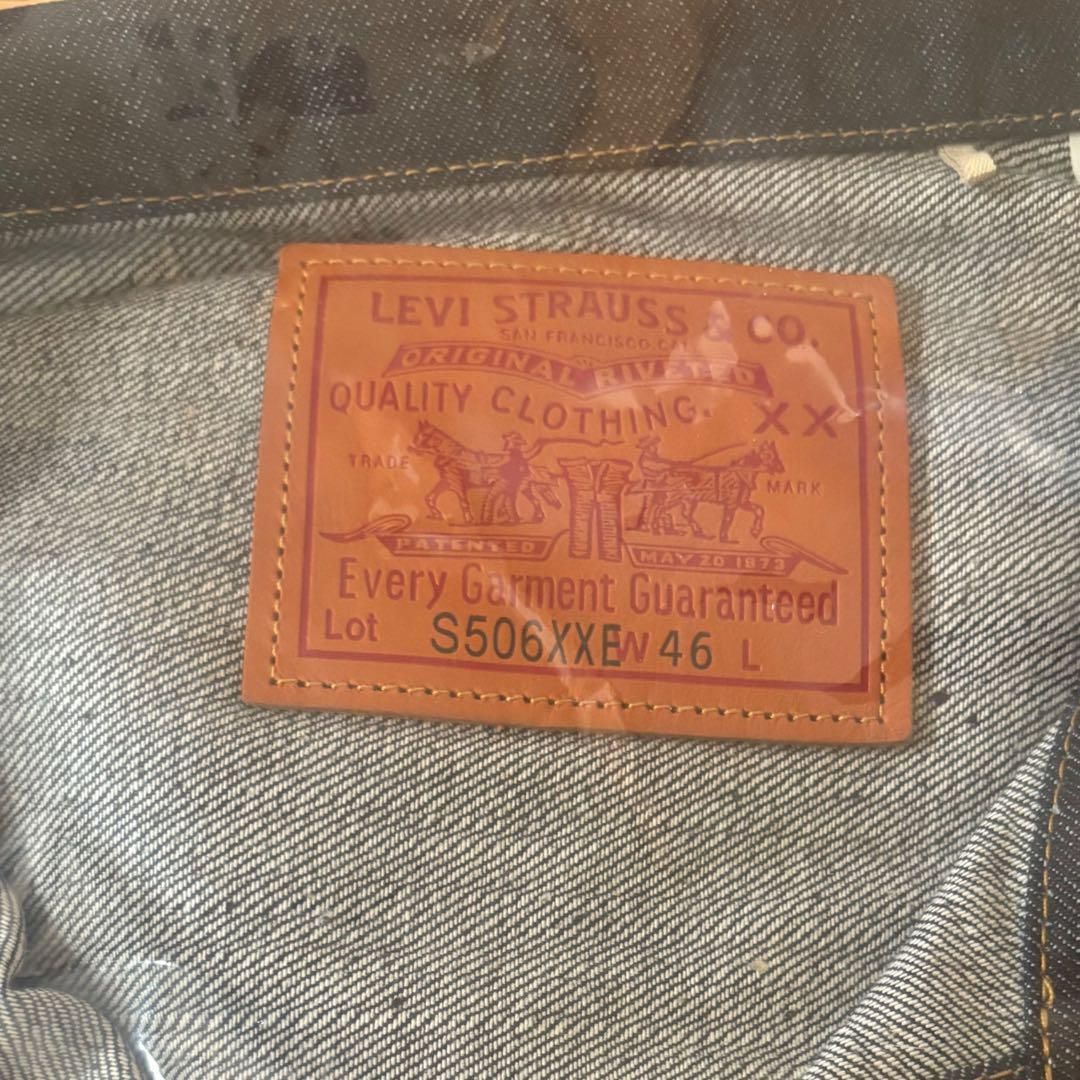 LEVI STRAUSS & CO.
SAN FRANCISCO, CAL.
ORIGINAL RIVETED
QUALITY CLOTHING. XX
TRADE MARK
PATENTED MAY 20 1873
Every Garment Guaranteed
Lot S506XXE W 46 L